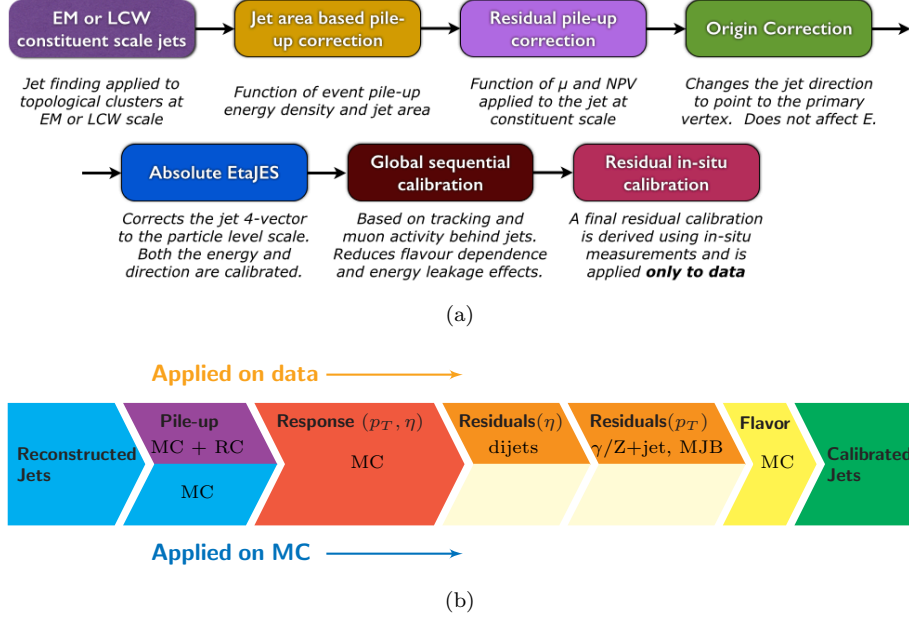 EM or LCW
constituent scale jets
Jet area based pile-
up correction
Residual pile-up
correction
Origin Correction
Jet finding applied to
topological clusters at
EM or LCW scale
Function of event pile-up
energy density and jet area
Function of μ and NPV
applied to the jet at
constituent scale
Changes the jet direction
to point to the primary
vertex. Does not affect E.
Absolute EtaJES
Global sequential
calibration
Residual in-situ
calibration
Corrects the jet 4-vector
to the particle level scale.
Both the energy and
direction are calibrated.
Based on tracking and
muon activity behind jets.
Reduces flavour dependence
and energy leakage effects.
A final residual calibration
is derived using in-situ
measurements and is
applied only to data
(a)
Applied on data
Reconstructed
Jets
Pile-up
MC + RC
MC
Response (p_T, η)
MC
Residuals(η)
dijets
Residuals(p_T)
γ/Z+jet, MJB
Flavor
MC
Calibrated
Jets
Applied on MC
(b)